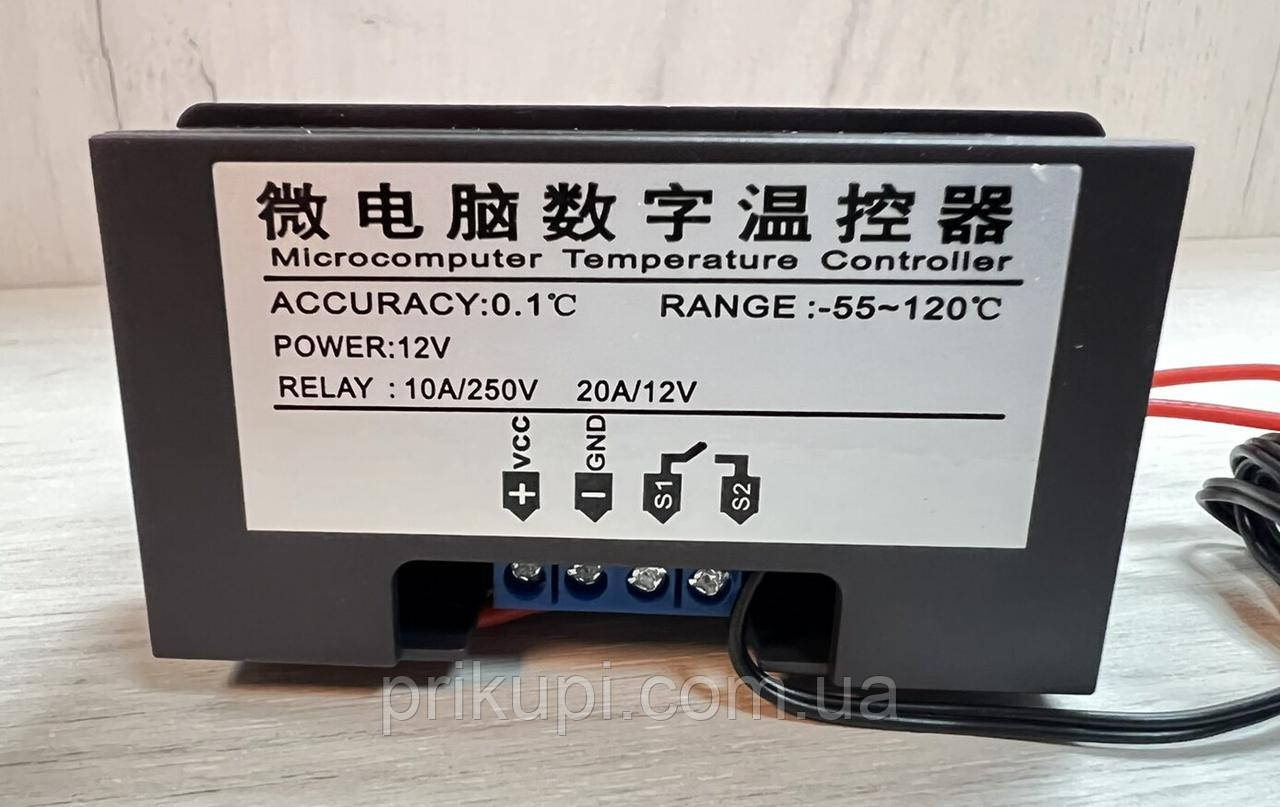 微电脑数字温控器
Microcomputer Temperature Controller
ACCURACY:0.1℃ RANGE :-55~120℃
POWER:12V
RELAY : 10A/250V 20A/12V
VCC GND
+ − S1 S2
prikupi.com.ua